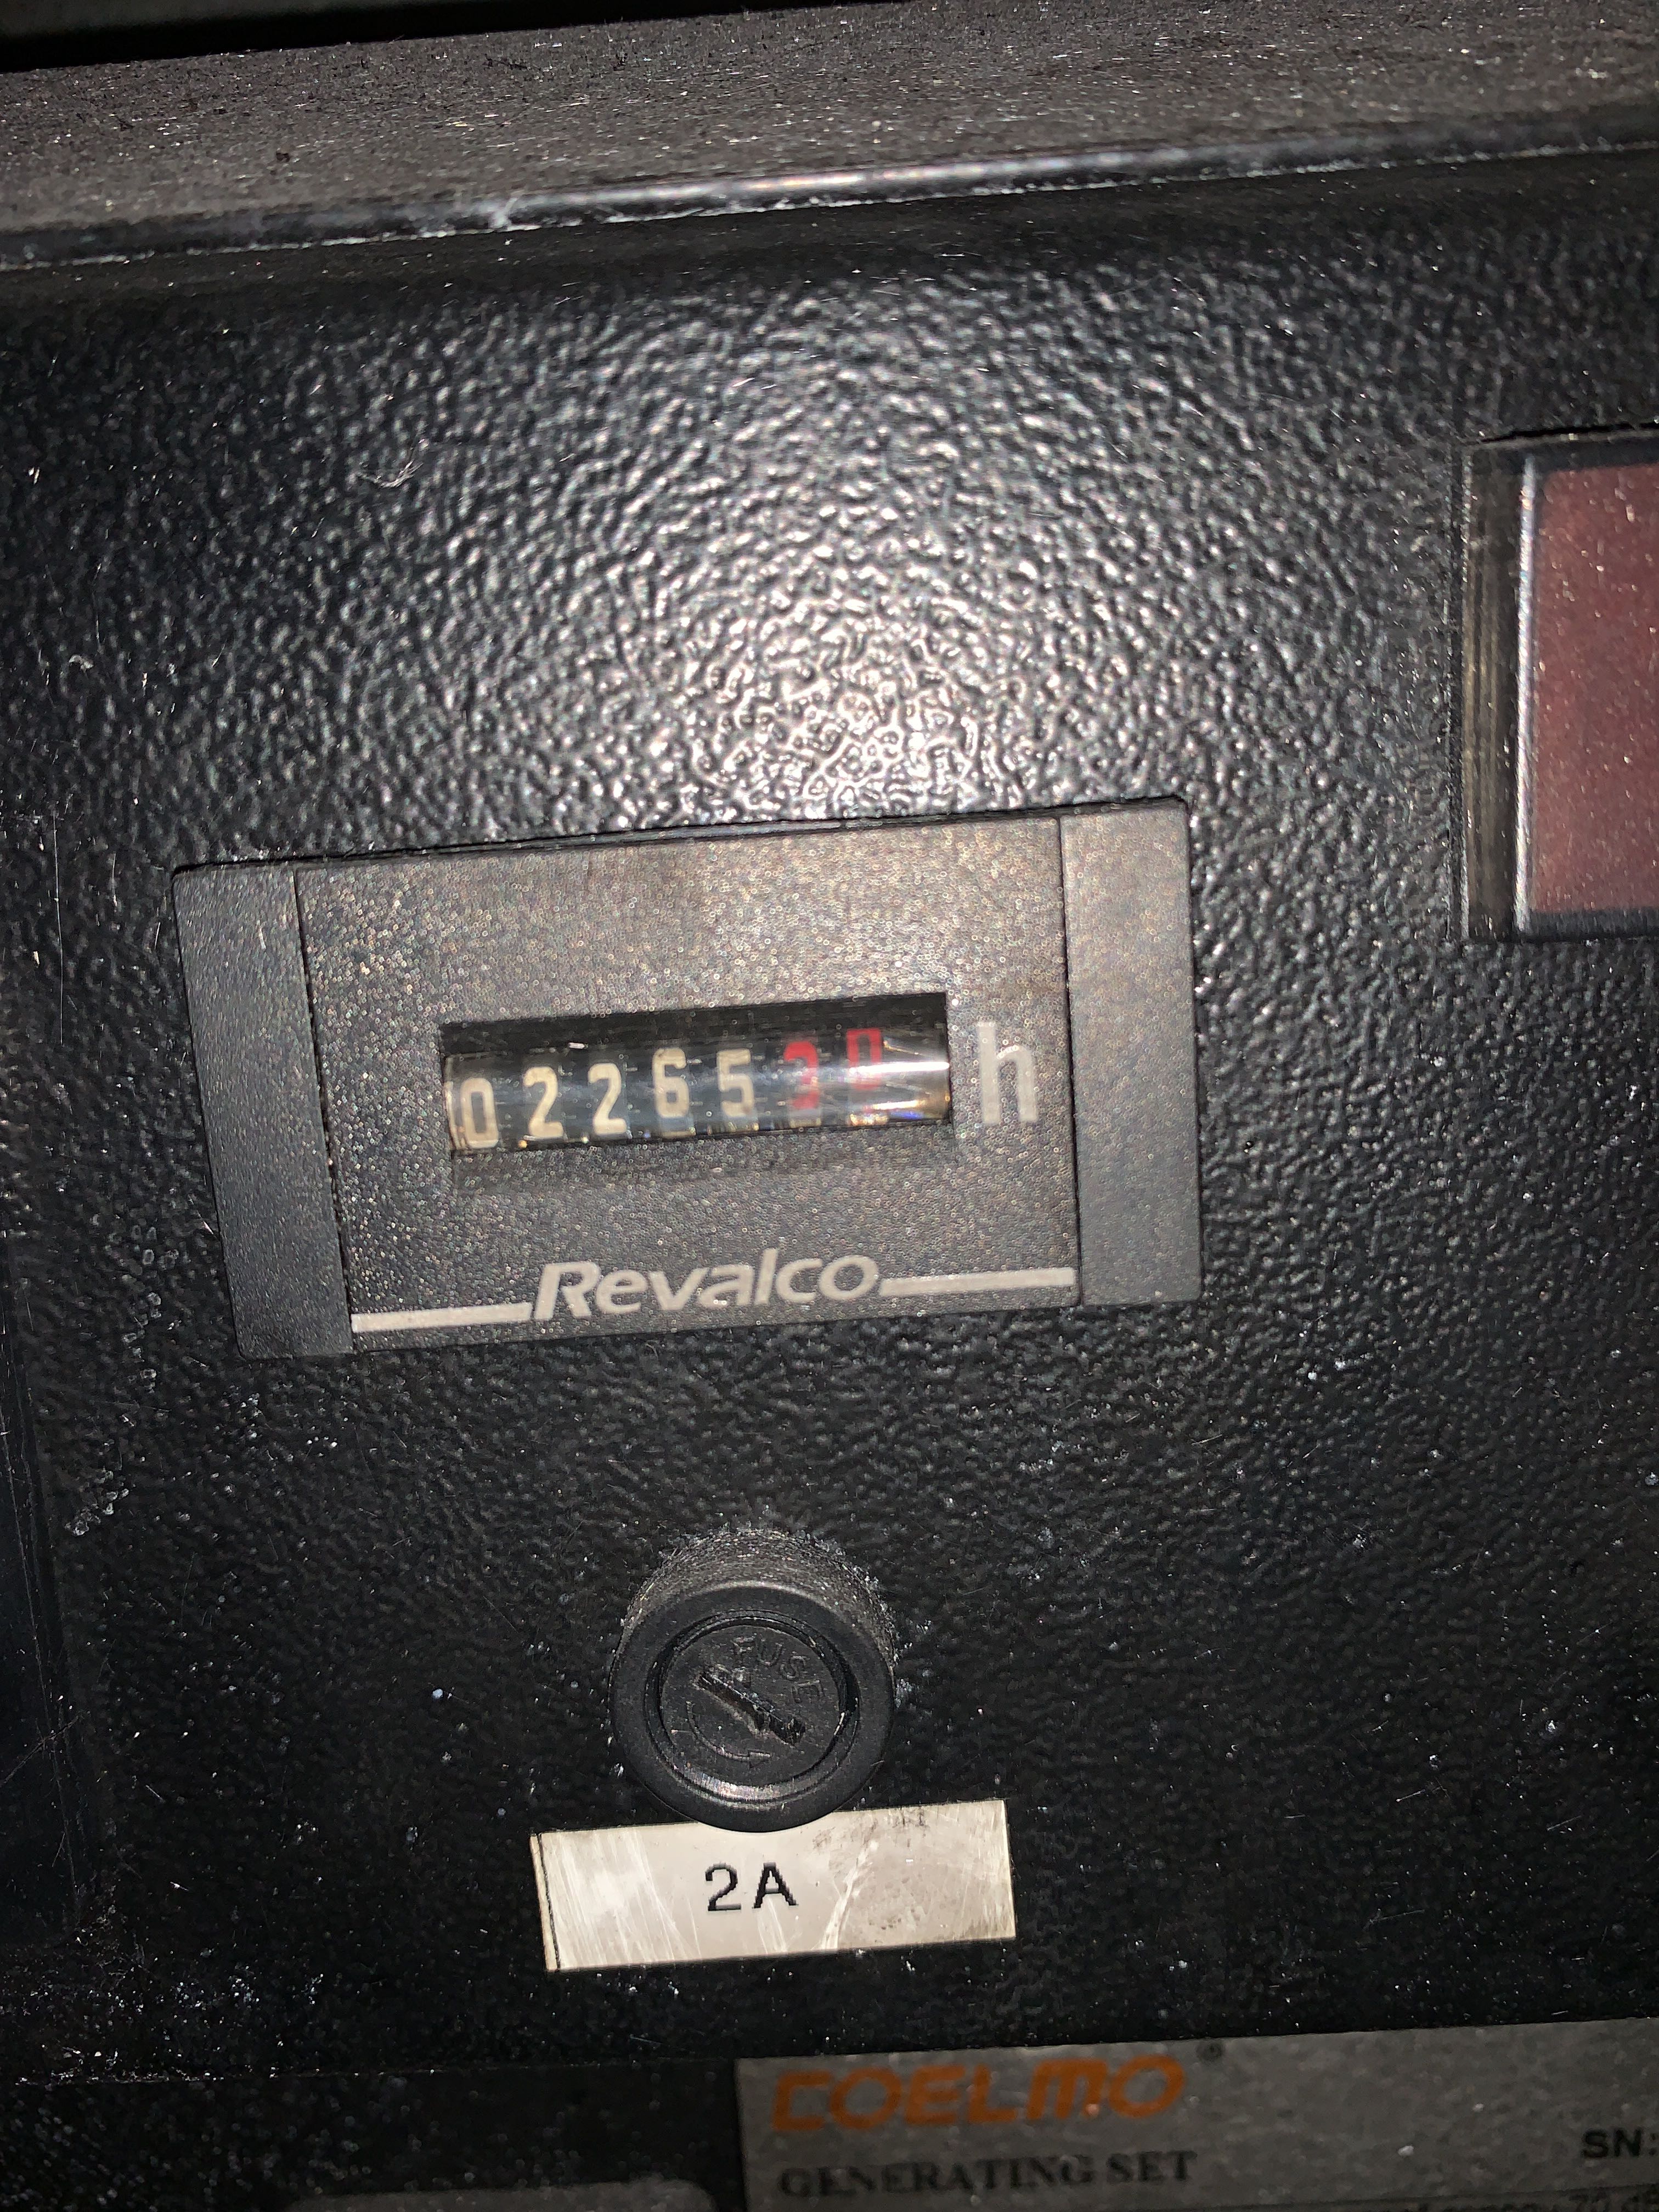 0226530 h
Revalco
FUSE
2A
COELMO®
GENERATING SET
SN: